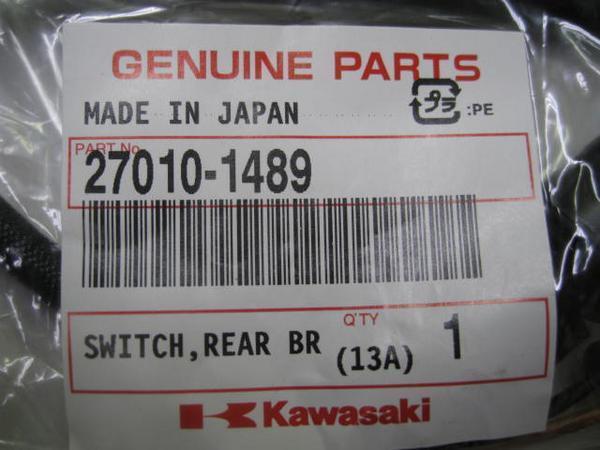 GENUINE PARTS
MADE IN JAPAN プラ :PE
PART No.
27010-1489
Q'TY
SWITCH,REAR BR (13A) 1
Kawasaki